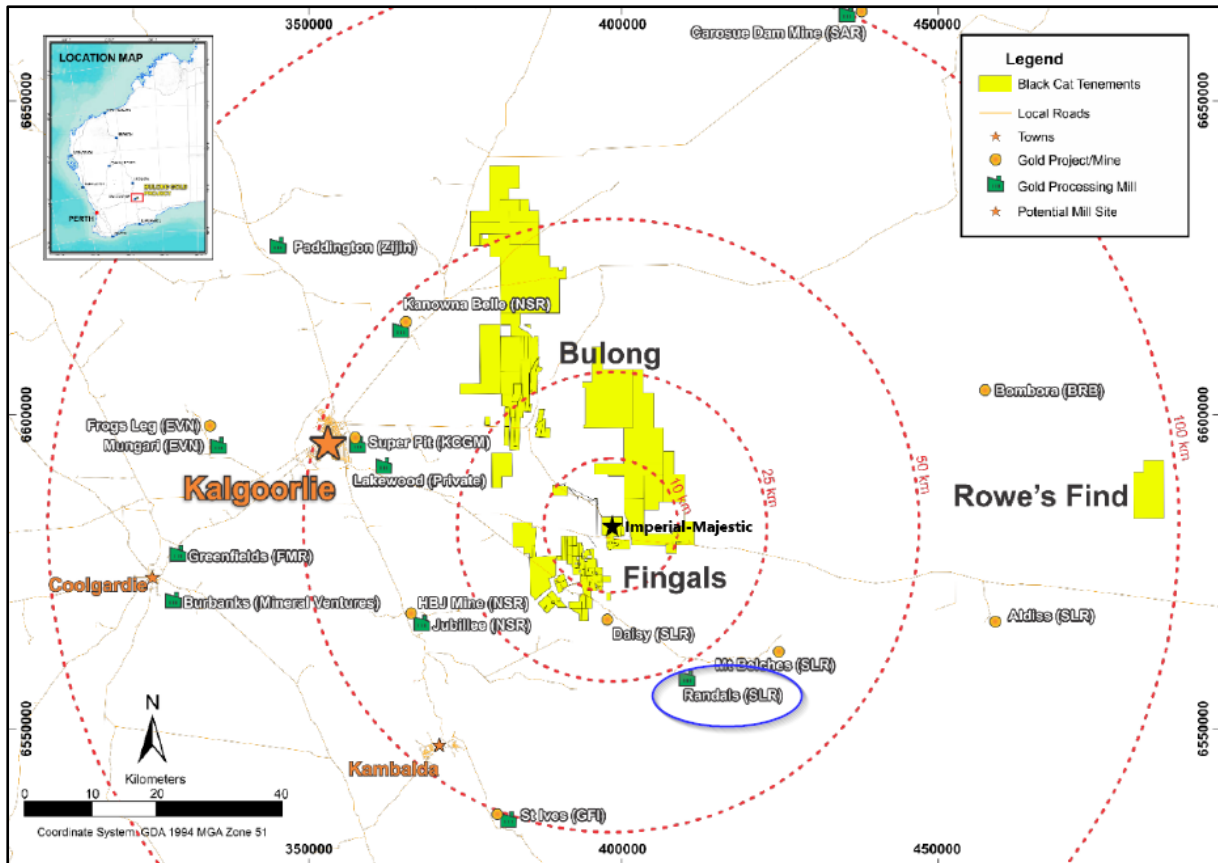 350000
400000
450000
Carosue Dam Mine (SAR)
LOCATION MAP
PERTH
Legend
Black Cat Tenements
Local Roads
Towns
Gold Project/Mine
Gold Processing Mill
Potential Mill Site
6650000
6650000
Paddington (Zijin)
Kanowna Belle (NSR)
Bulong
Bombora (BRB)
6600000
6600000
Frogs Leg (EVN)
Mungari (EVN)
Super Pit (KCGM)
Kalgoorlie
Lakewood (Private)
10 km
25 km
50 km
100 km
Rowe's Find
Imperial-Majestic
Greenfields (FMR)
Coolgardie
Fingals
Burbanks (Mineral Ventures)
HBJ Mine (NSR)
Jubillee (NSR)
Daisy (SLR)
Aldiss (SLR)
Mt Belches (SLR)
Randals (SLR)
6550000
6550000
N
Kambalda
Kilometers
0 10 20 40
St Ives (GFI)
Coordinate System: GDA 1994 MGA Zone 51
350000
400000
450000